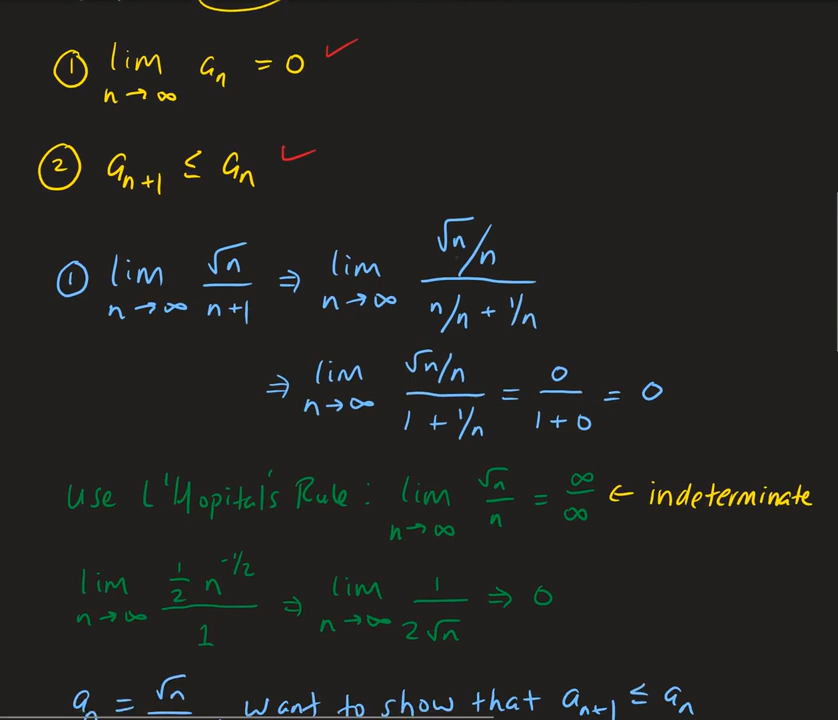 ① lim n→∞ aₙ = 0 ✓
② aₙ₊₁ ≤ aₙ ✓
① lim n→∞ √n/(n+1) ⇒ lim n→∞ (√n/n)/(n/n + 1/n)
⇒ lim n→∞ (√n/n)/(1 + 1/n) = 0/(1+0) = 0
Use L'Hopital's Rule: lim n→∞ √n/n = ∞/∞ ← indeterminate
lim n→∞ (1/2 n^(-1/2))/1 ⇒ lim n→∞ 1/(2√n) ⇒ 0
aₙ = √n want to show that aₙ₊₁ ≤ aₙ